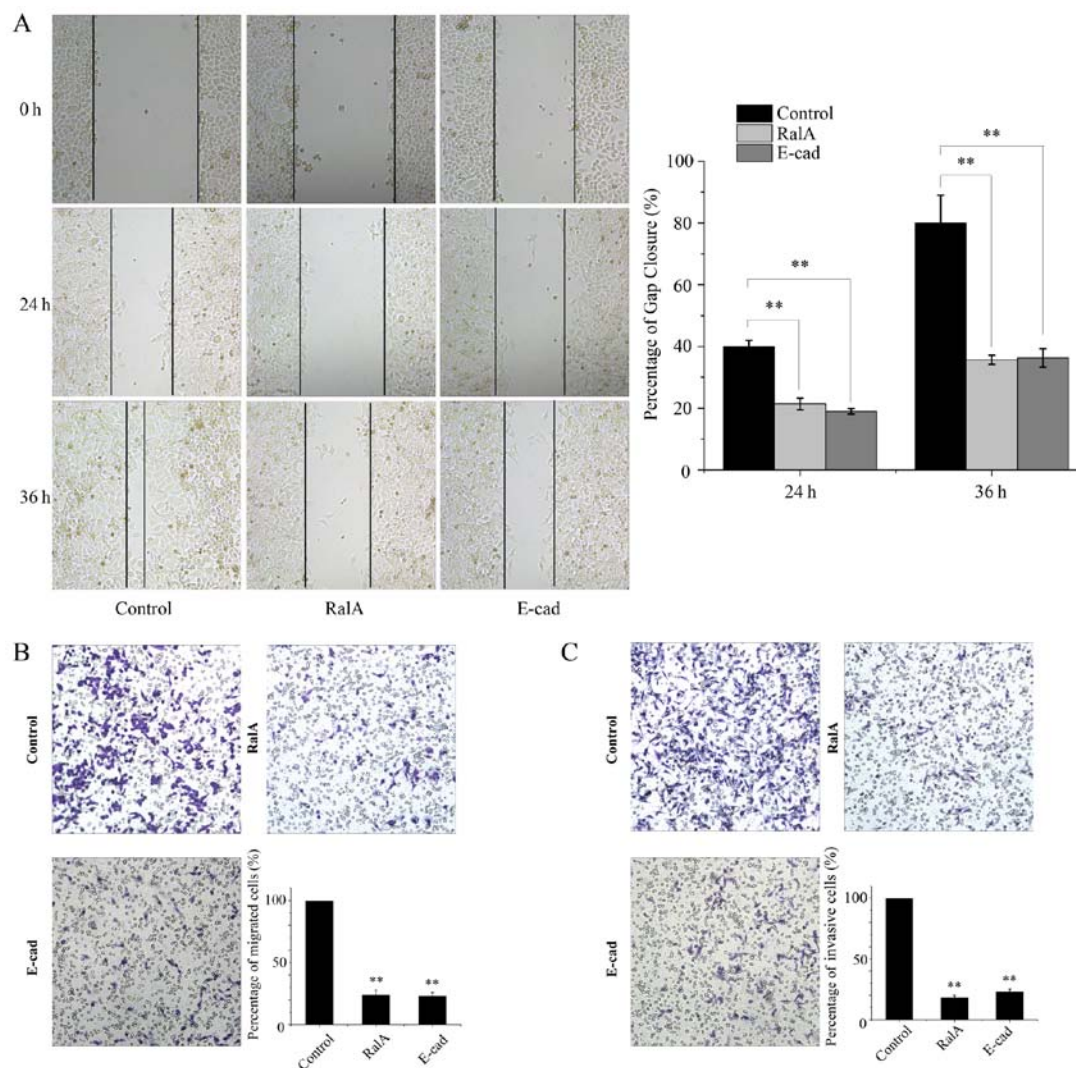 A
0 h
24 h
36 h
Control
RalA
E-cad
Control
RalA
E-cad
Percentage of Gap Closure (%)
100
80
60
40
20
0
**
**
**
**
24 h
36 h
B
Control
RalA
E-cad
Percentage of migrated cells (%)
100
50
0
**
**
Control
RalA
E-cad
C
Control
RalA
E-cad
Percentage of invasive cells (%)
100
50
0
**
**
Control
RalA
E-cad